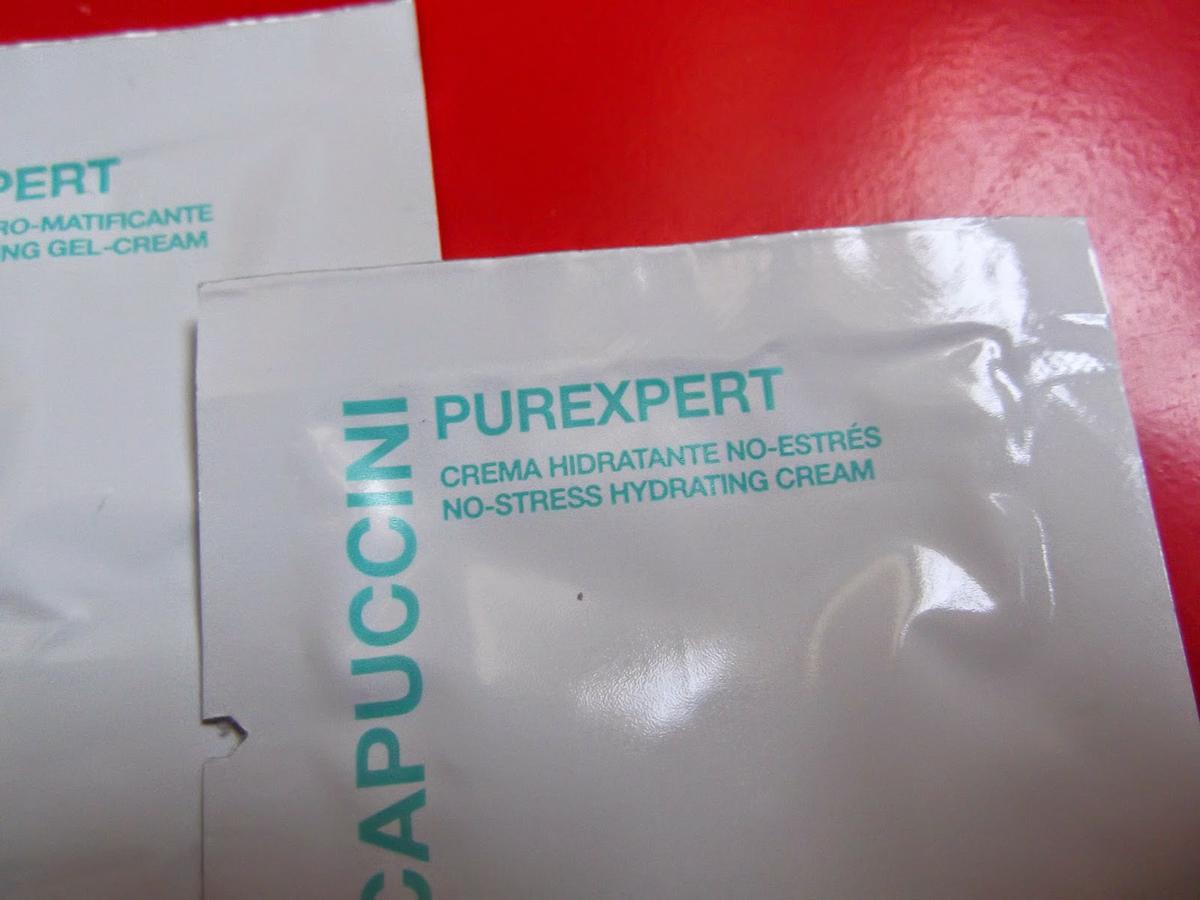 PERT
RO-MATIFICANTE
NG GEL-CREAM
CAPUCCINI
PUREXPERT
CREMA HIDRATANTE NO-ESTRÉS
NO-STRESS HYDRATING CREAM